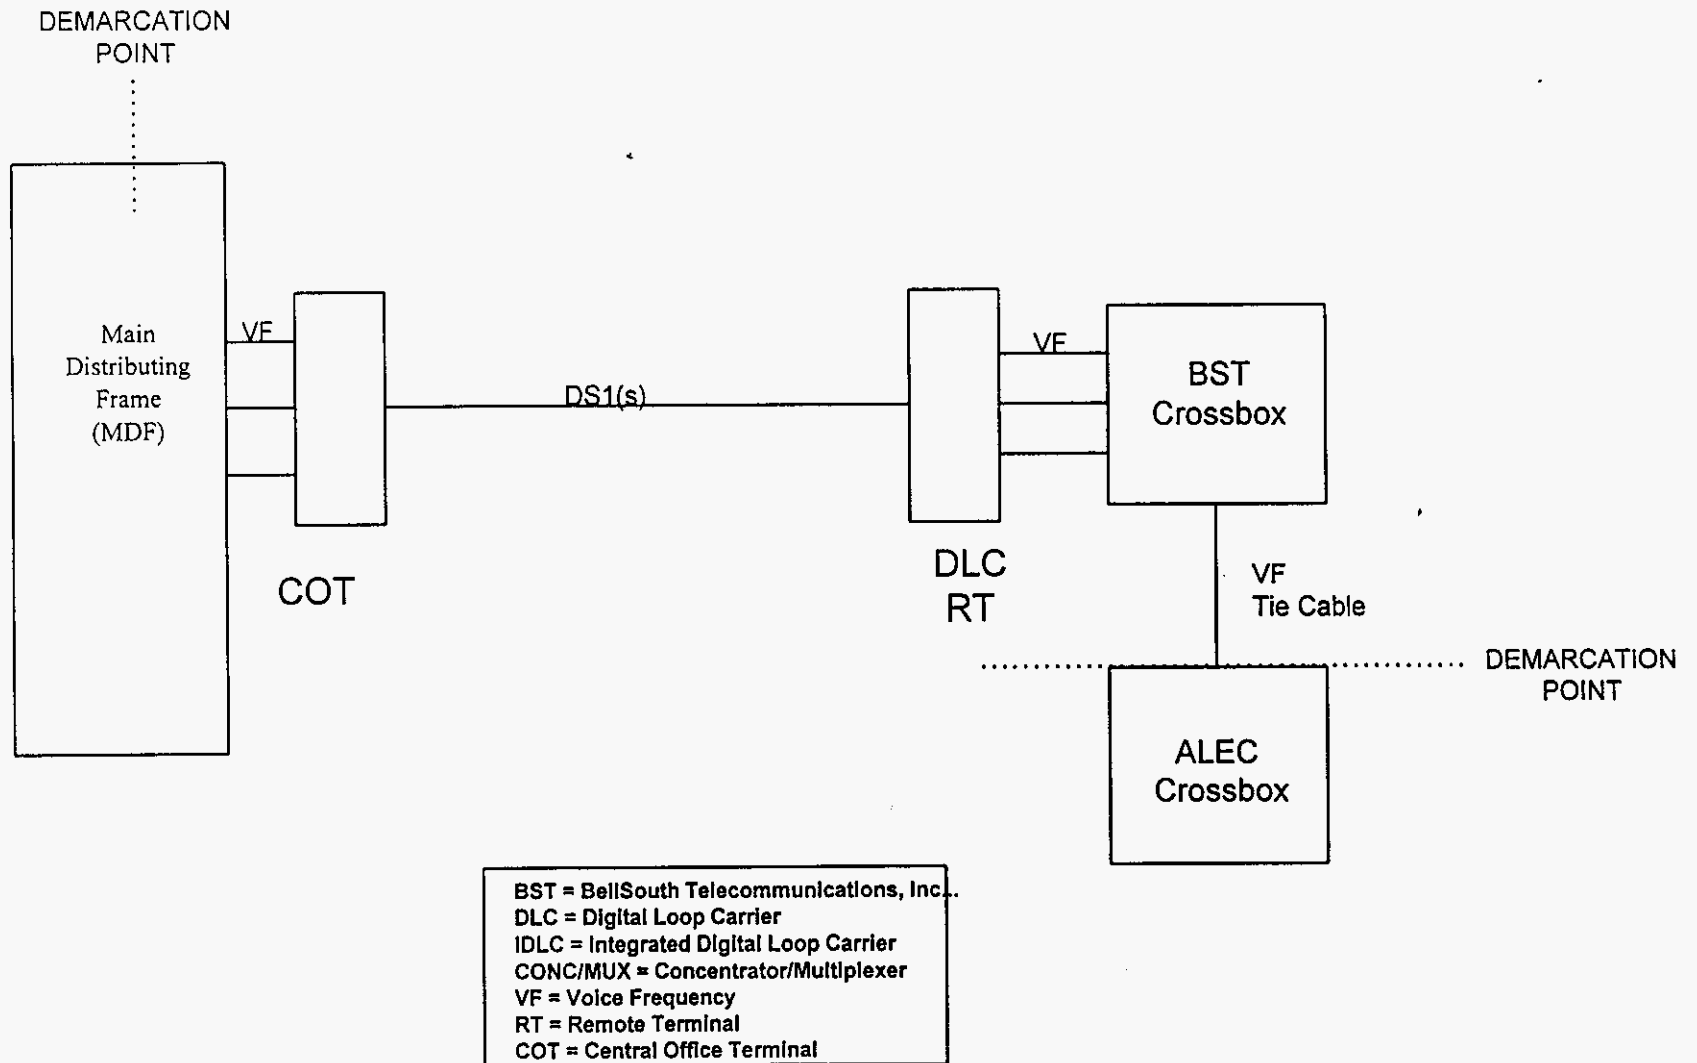 DEMARCATION
POINT
Main
Distributing
Frame
(MDF)
VF
COT
DS1(s)
DLC
RT
VF
BST
Crossbox
VF
Tie Cable
DEMARCATION
POINT
ALEC
Crossbox
BST = BellSouth Telecommunications, Inc...
DLC = Digital Loop Carrier
IDLC = Integrated Digital Loop Carrier
CONC/MUX = Concentrator/Multiplexer
VF = Voice Frequency
RT = Remote Terminal
COT = Central Office Terminal